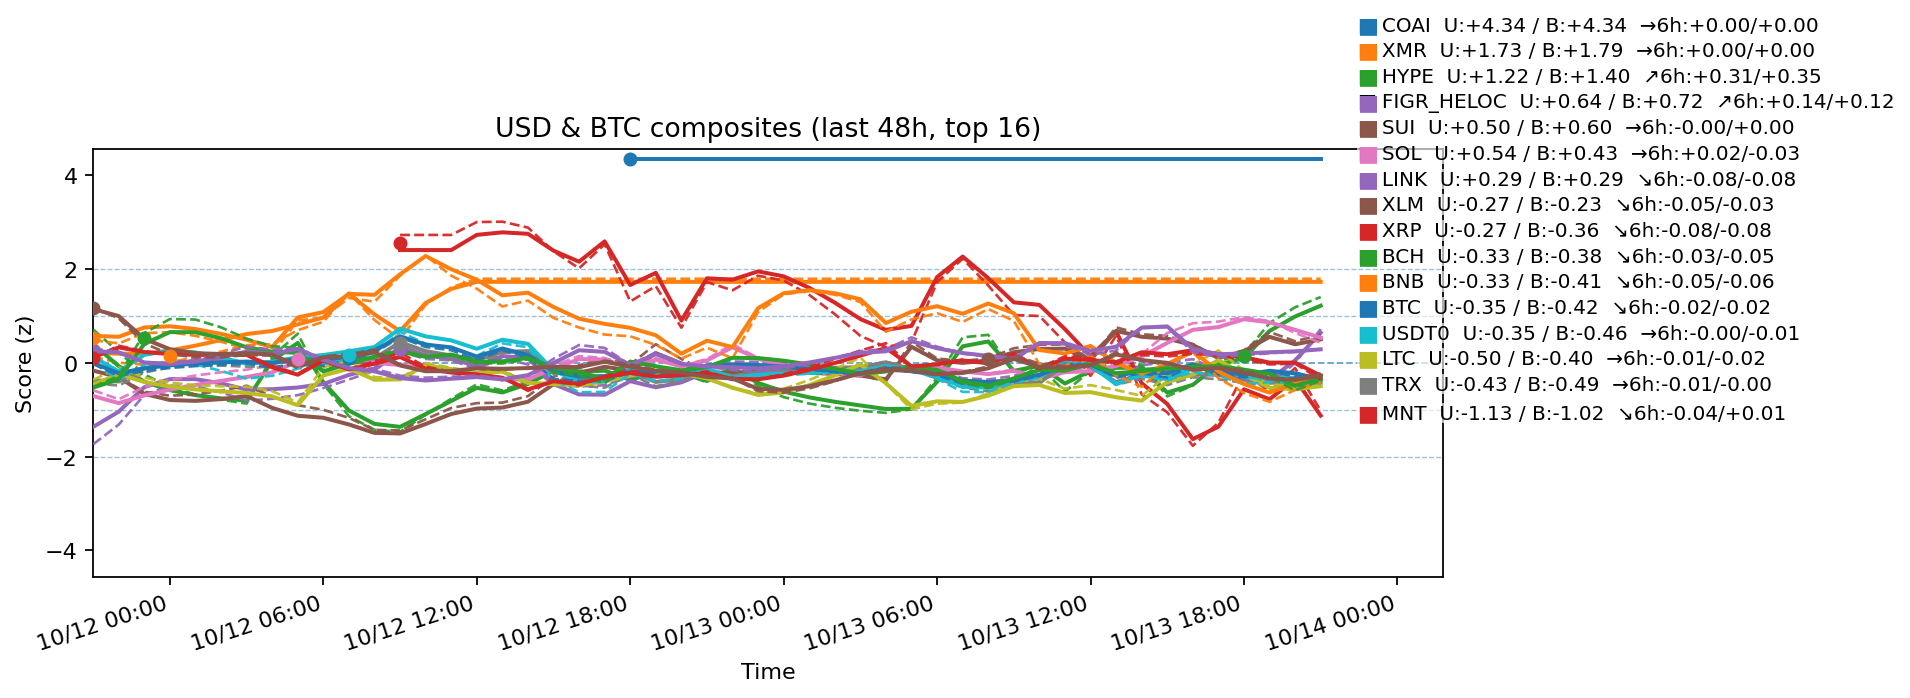 COAI U:+4.34 / B:+4.34 →6h:+0.00/+0.00
XMR U:+1.73 / B:+1.79 →6h:+0.00/+0.00
HYPE U:+1.22 / B:+1.40 ↗6h:+0.31/+0.35
FIGR_HELOC U:+0.64 / B:+0.72 ↗6h:+0.14/+0.12
SUI U:+0.50 / B:+0.60 →6h:-0.00/+0.00
SOL U:+0.54 / B:+0.43 →6h:+0.02/-0.03
LINK U:+0.29 / B:+0.29 ↘6h:-0.08/-0.08
XLM U:-0.27 / B:-0.23 ↘6h:-0.05/-0.03
XRP U:-0.27 / B:-0.36 ↘6h:-0.08/-0.08
BCH U:-0.33 / B:-0.38 ↘6h:-0.03/-0.05
BNB U:-0.33 / B:-0.41 ↘6h:-0.05/-0.06
BTC U:-0.35 / B:-0.42 ↘6h:-0.02/-0.02
USDT0 U:-0.35 / B:-0.46 →6h:-0.00/-0.01
LTC U:-0.50 / B:-0.40 →6h:-0.01/-0.02
TRX U:-0.43 / B:-0.49 →6h:-0.01/-0.00
MNT U:-1.13 / B:-1.02 ↘6h:-0.04/+0.01
USD & BTC composites (last 48h, top 16)
Score (z)
4
2
0
−2
−4
10/12 00:00
10/12 06:00
10/12 12:00
10/12 18:00
10/13 00:00
10/13 06:00
10/13 12:00
10/13 18:00
10/14 00:00
Time